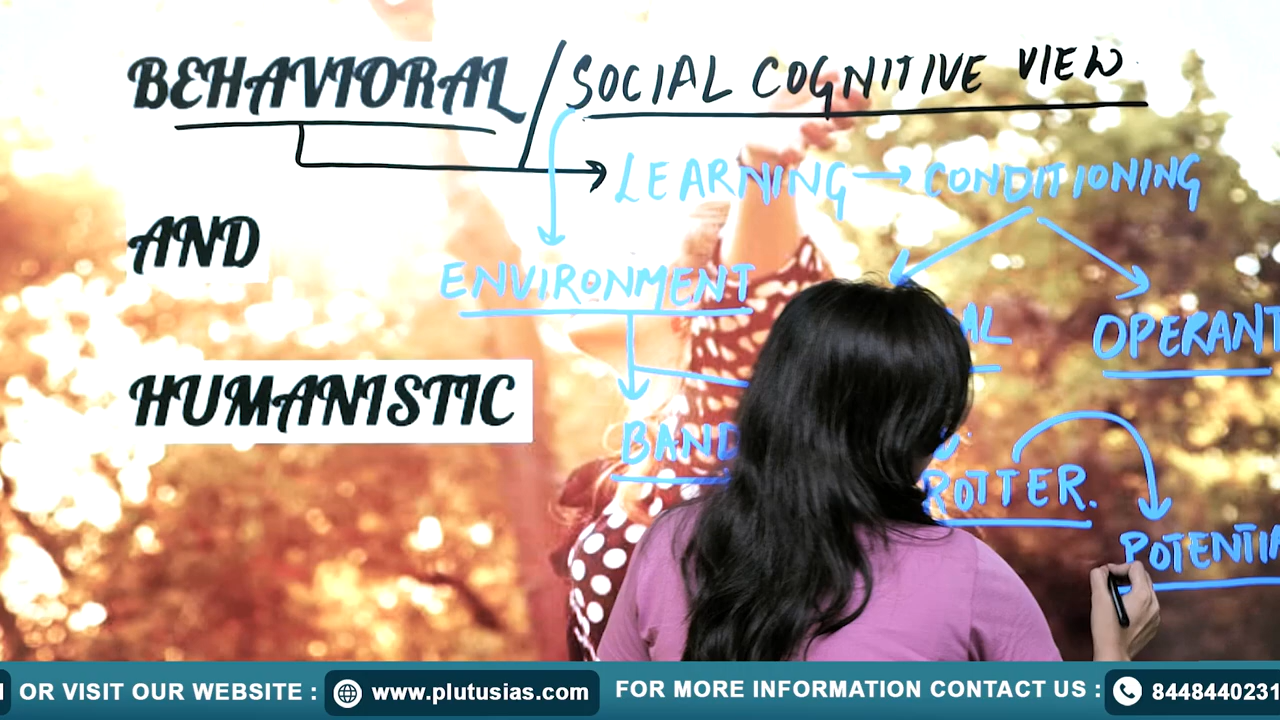 BEHAVIORAL / SOCIAL COGNITIVE VIEW
LEARNING → CONDITIONING
AND
ENVIRONMENT
OPERANT
HUMANISTIC
ROTTER.
OR VISIT OUR WEBSITE : www.plutusias.com FOR MORE INFORMATION CONTACT US : 8448440231